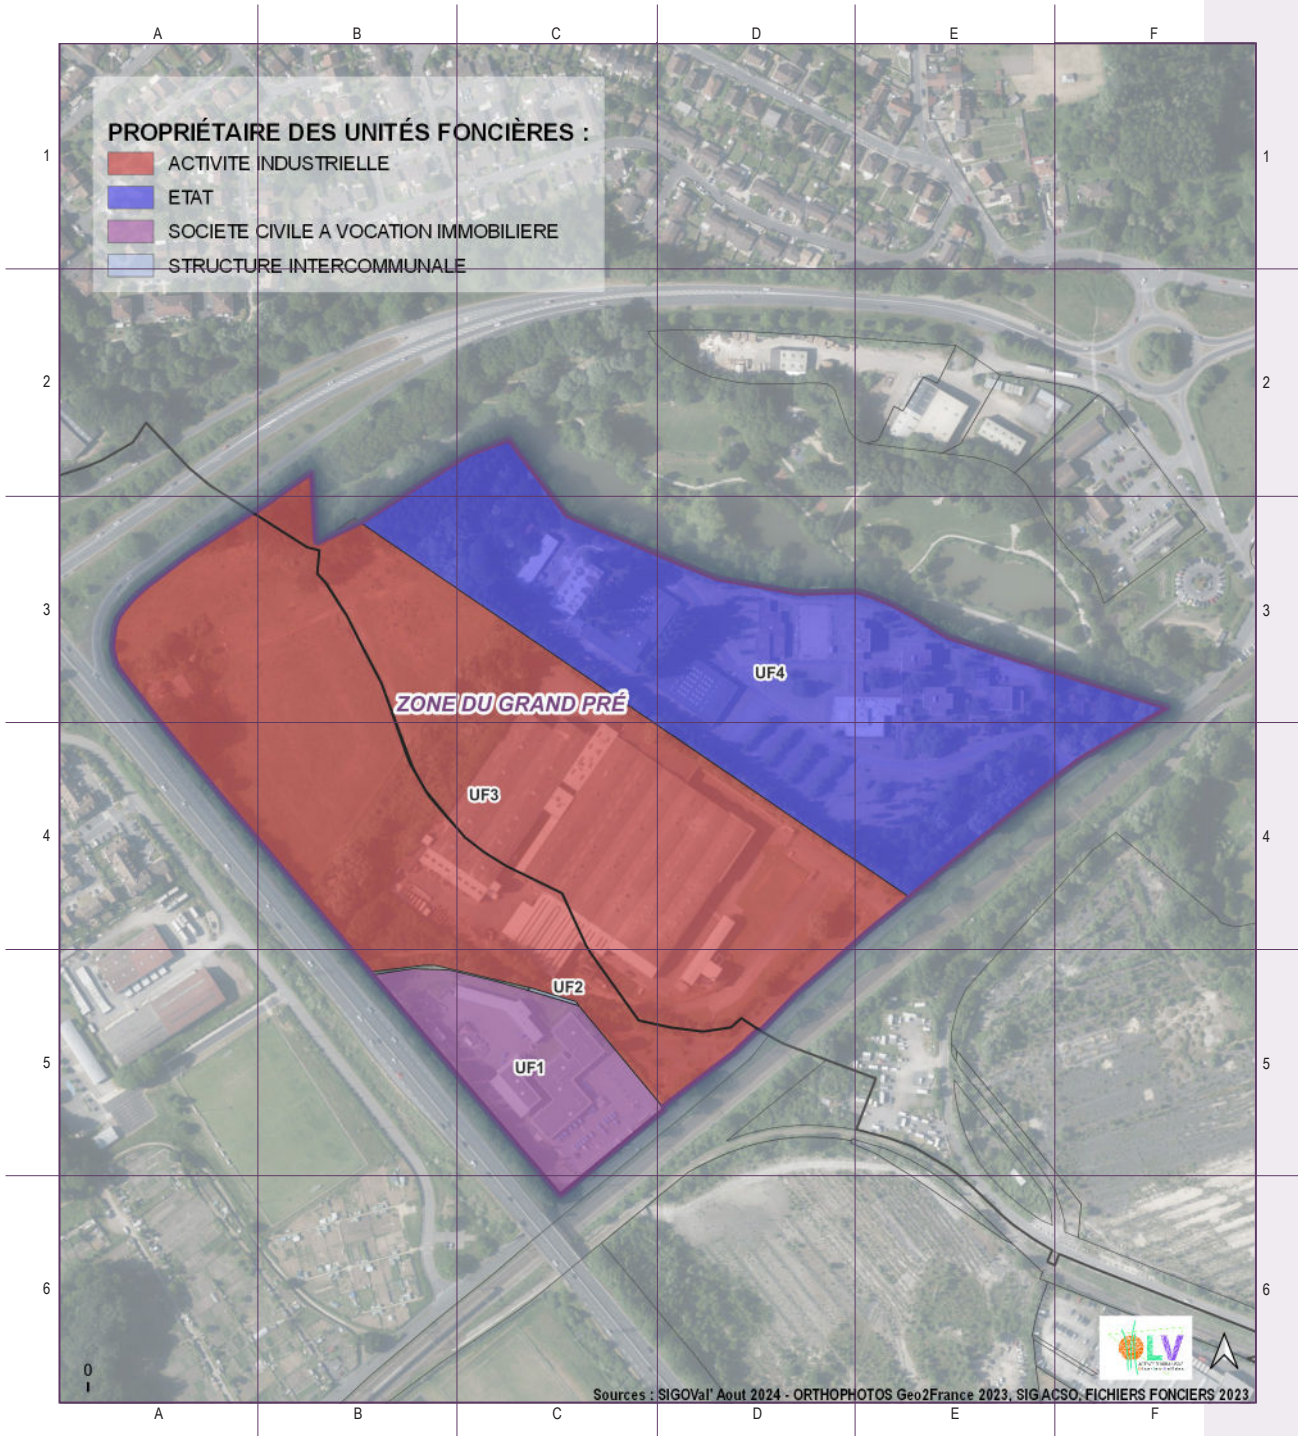 A B C D E F
PROPRIÉTAIRE DES UNITÉS FONCIÈRES :
1 ACTIVITE INDUSTRIELLE 1
ETAT
SOCIETE CIVILE A VOCATION IMMOBILIERE
STRUCTURE INTERCOMMUNALE
2 2
3 3
UF4
ZONE DU GRAND PRÉ
UF3
4 4
UF2
5 UF1 5
6 6
LV
0
Sources : SIGOVal' Aout 2024 - ORTHOPHOTOS Geo2France 2023, SIG ACSO, FICHIERS FONCIERS 2023
A B C D E F